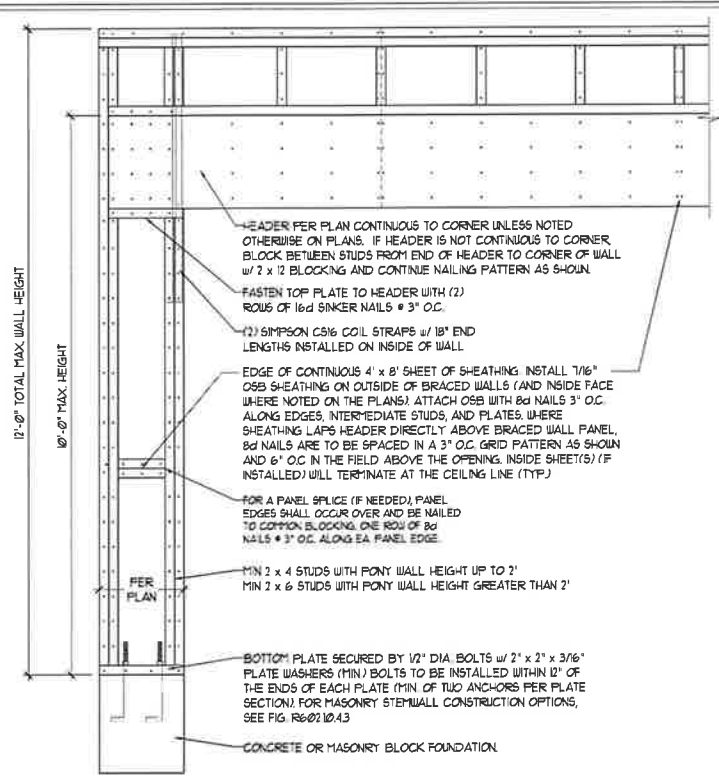 HEADER PER PLAN CONTINUOUS TO CORNER UNLESS NOTED
OTHERWISE ON PLANS. IF HEADER IS NOT CONTINUOUS TO CORNER,
BLOCK BETWEEN STUDS FROM END OF HEADER TO CORNER OF WALL
w/ 2 x 12 BLOCKING AND CONTINUE NAILING PATTERN AS SHOWN.
FASTEN TOP PLATE TO HEADER WITH (2)
ROWS OF 16d SINKER NAILS @ 3" O.C.
(2) SIMPSON CS16 COIL STRAPS w/ 18" END
LENGTHS INSTALLED ON INSIDE OF WALL
EDGE OF CONTINUOUS 4' x 8' SHEET OF SHEATHING. INSTALL 7/16"
OSB SHEATHING ON OUTSIDE OF BRACED WALLS (AND INSIDE FACE
WHERE NOTED ON THE PLANS). ATTACH OSB WITH 8d NAILS 3" O.C.
ALONG EDGES, INTERMEDIATE STUDS, AND PLATES. WHERE
SHEATHING LAPS HEADER DIRECTLY ABOVE BRACED WALL PANEL,
8d NAILS ARE TO BE SPACED IN A 3" O.C. GRID PATTERN AS SHOWN
AND 6" O.C IN THE FIELD ABOVE THE OPENING. INSIDE SHEET(S) (IF
INSTALLED) WILL TERMINATE AT THE CEILING LINE (TYP.)
FOR A PANEL SPLICE (IF NEEDED), PANEL
EDGES SHALL OCCUR OVER AND BE NAILED
TO COMMON BLOCKING. ONE ROW OF 8d
NAILS @ 3" O.C. ALONG EA. PANEL EDGE.
MIN 2 x 4 STUDS WITH PONY WALL HEIGHT UP TO 2'
MIN 2 x 6 STUDS WITH PONY WALL HEIGHT GREATER THAN 2'
BOTTOM PLATE SECURED BY 1/2" DIA. BOLTS w/ 2" x 2" x 3/16"
PLATE WASHERS (MIN) BOLTS TO BE INSTALLED WITHIN 12" OF
THE ENDS OF EACH PLATE (MIN. OF TWO ANCHORS PER PLATE
SECTION). FOR MASONRY STEMWALL CONSTRUCTION OPTIONS,
SEE FIG. R602.10.4.3
CONCRETE OR MASONRY BLOCK FOUNDATION.
12'-0" TOTAL MAX. WALL HEIGHT
10'-0" MAX. HEIGHT
PER
PLAN